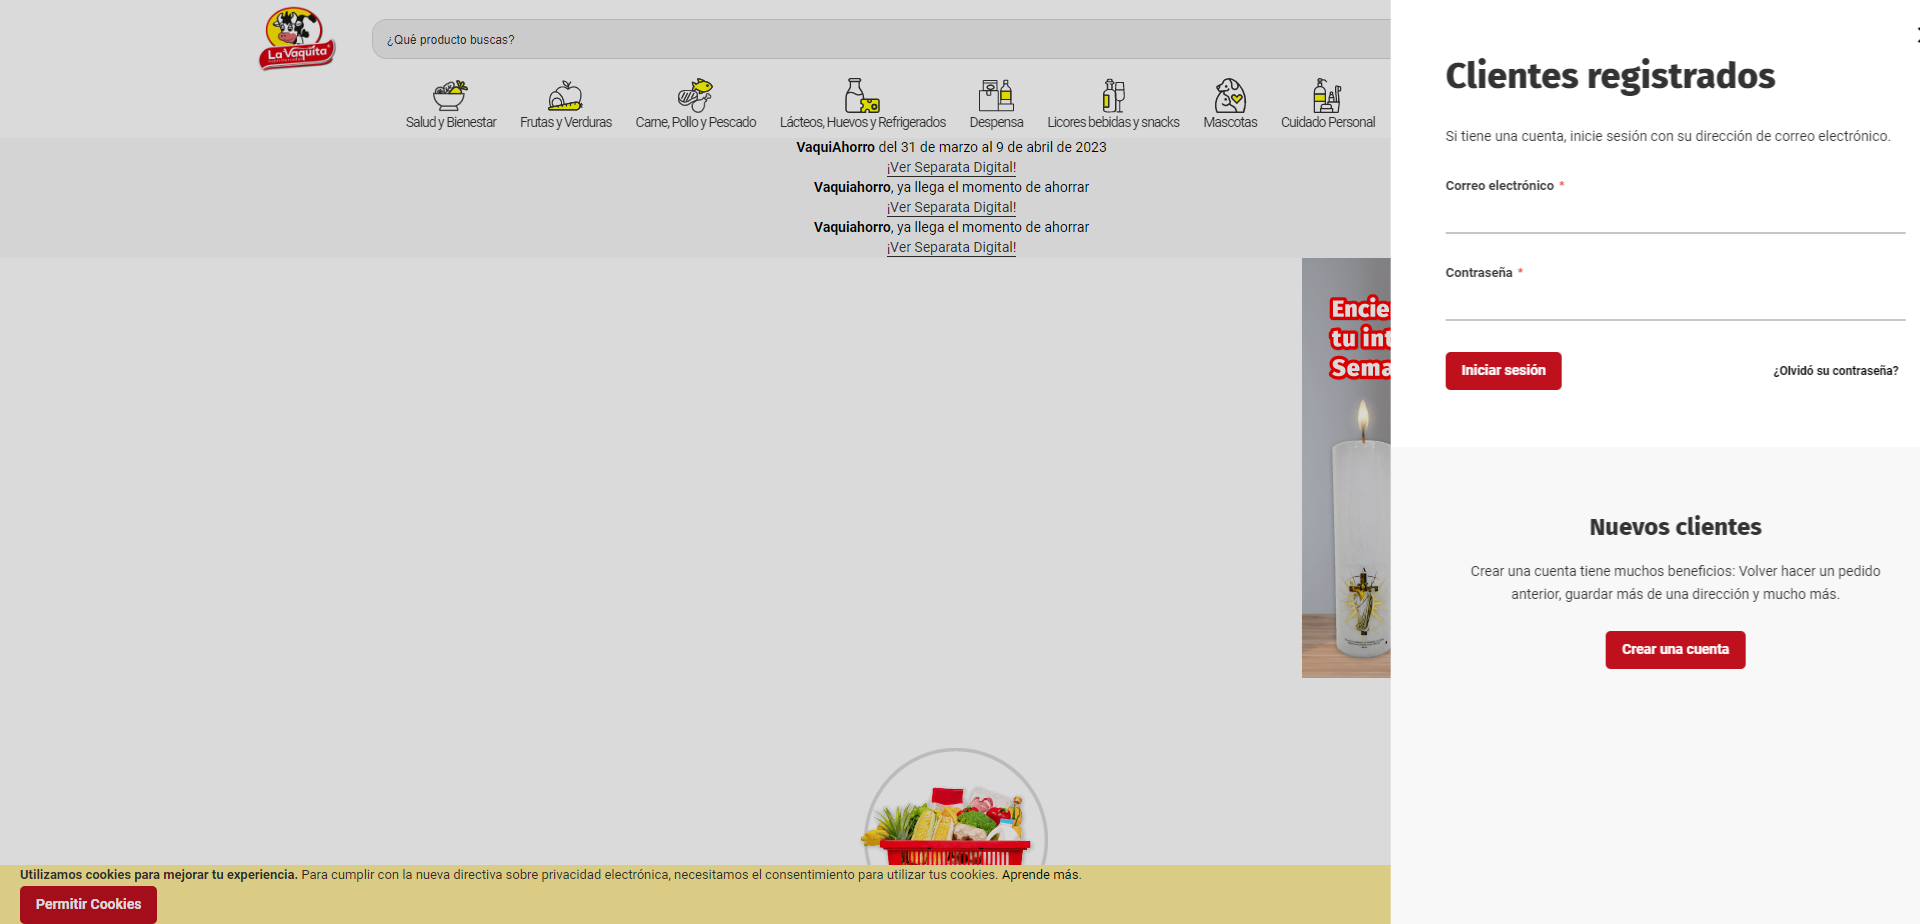 La Vaquita
¿Qué producto buscas?
Salud y Bienestar
Frutas y Verduras
Carne, Pollo y Pescado
Lácteos, Huevos y Refrigerados
Despensa
Licores bebidas y snacks
Mascotas
Cuidado Personal
VaquiAhorro del 31 de marzo al 9 de abril de 2023
¡Ver Separata Digital!
Vaquiahorro, ya llega el momento de ahorrar
¡Ver Separata Digital!
Vaquiahorro, ya llega el momento de ahorrar
¡Ver Separata Digital!
Encie
tu int
Sema
Clientes registrados
Si tiene una cuenta, inicie sesión con su dirección de correo electrónico.
Correo electrónico *
Contraseña *
Iniciar sesión
¿Olvidó su contraseña?
Nuevos clientes
Crear una cuenta tiene muchos beneficios: Volver hacer un pedido
anterior, guardar más de una dirección y mucho más.
Crear una cuenta
Utilizamos cookies para mejorar tu experiencia. Para cumplir con la nueva directiva sobre privacidad electrónica, necesitamos el consentimiento para utilizar tus cookies. Aprende más.
Permitir Cookies